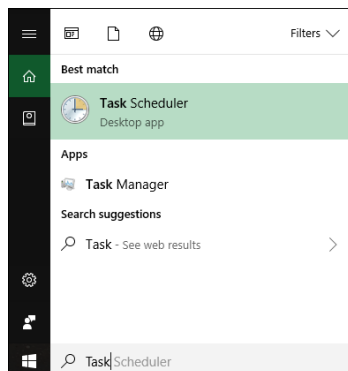 Filters
Best match
Task Scheduler
Desktop app
Apps
Task Manager
Search suggestions
Task - See web results
Task Scheduler